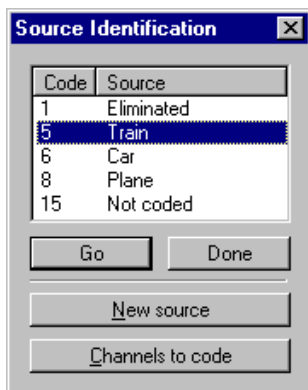 Source Identification
Code Source
1 Eliminated
5 Train
6 Car
8 Plane
15 Not coded
Go Done
New source
Channels to code